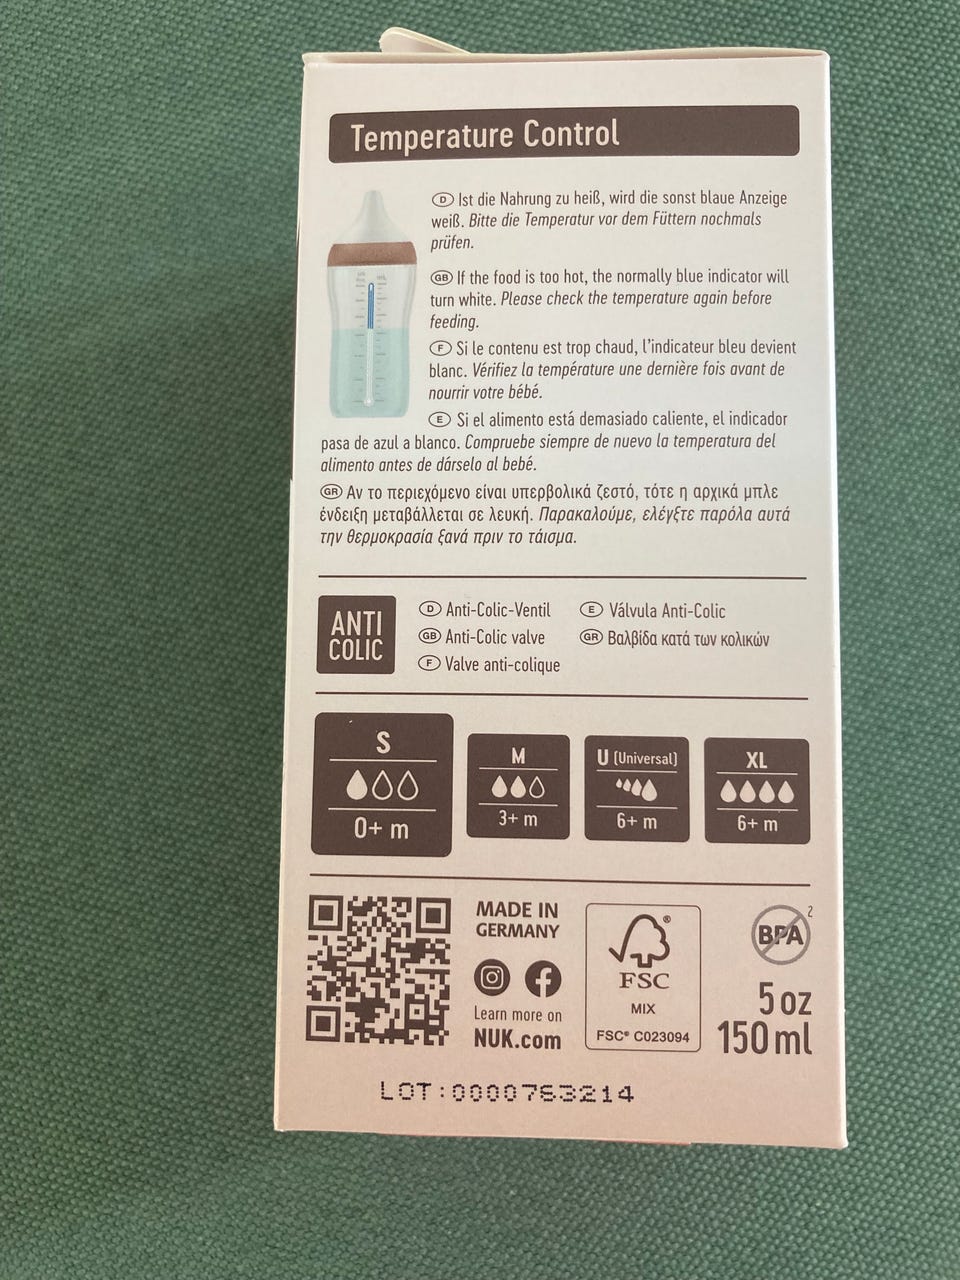 Temperature Control
D Ist die Nahrung zu heiß, wird die sonst blaue Anzeige
weiß. Bitte die Temperatur vor dem Füttern nochmals
prüfen.
GB If the food is too hot, the normally blue indicator will
turn white. Please check the temperature again before
feeding.
F Si le contenu est trop chaud, l'indicateur bleu devient
blanc. Vérifiez la température une dernière fois avant de
nourrir votre bébé.
E Si el alimento está demasiado caliente, el indicador
pasa de azul a blanco. Compruebe siempre de nuevo la temperatura del
alimento antes de dárselo al bebé.
GR Αν το περιεχόμενο είναι υπερβολικά ζεστό, τότε η αρχικά μπλε
ένδειξη μεταβάλλεται σε λευκή. Παρακαλούμε, ελέγξτε παρόλα αυτά
την θερμοκρασία ξανά πριν το τάισμα.
ANTI
COLIC
D Anti-Colic-Ventil
GB Anti-Colic valve
F Valve anti-colique
E Válvula Anti-Colic
GR Βαλβίδα κατά των κολικών
S
0+ m
M
3+ m
U (Universal)
6+ m
XL
6+ m
MADE IN
GERMANY
Learn more on
NUK.com
®
FSC
MIX
FSC® C023094
BPA 2
5 oz
150 ml
LOT:0000763214